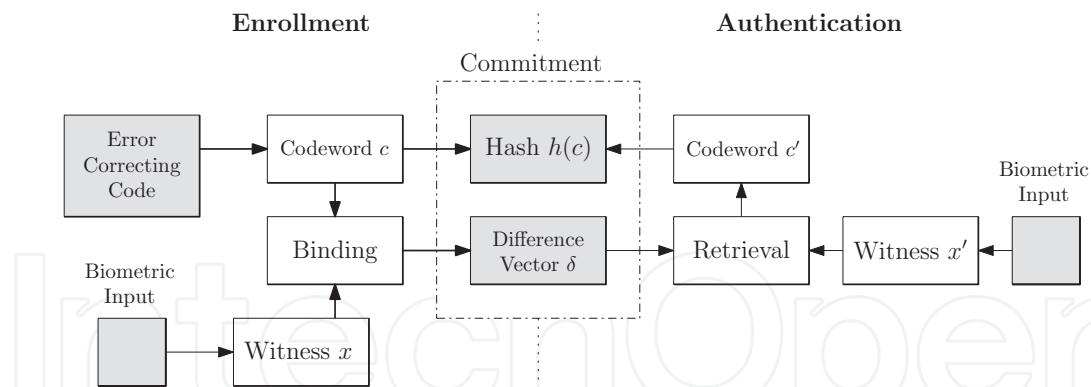 Enrollment
Authentication
Commitment
Error
Correcting
Code
Codeword c
Hash h(c)
Codeword c′
Biometric
Input
Binding
Difference
Vector δ
Retrieval
Witness x′
Biometric
Input
Witness x
IntechOpen